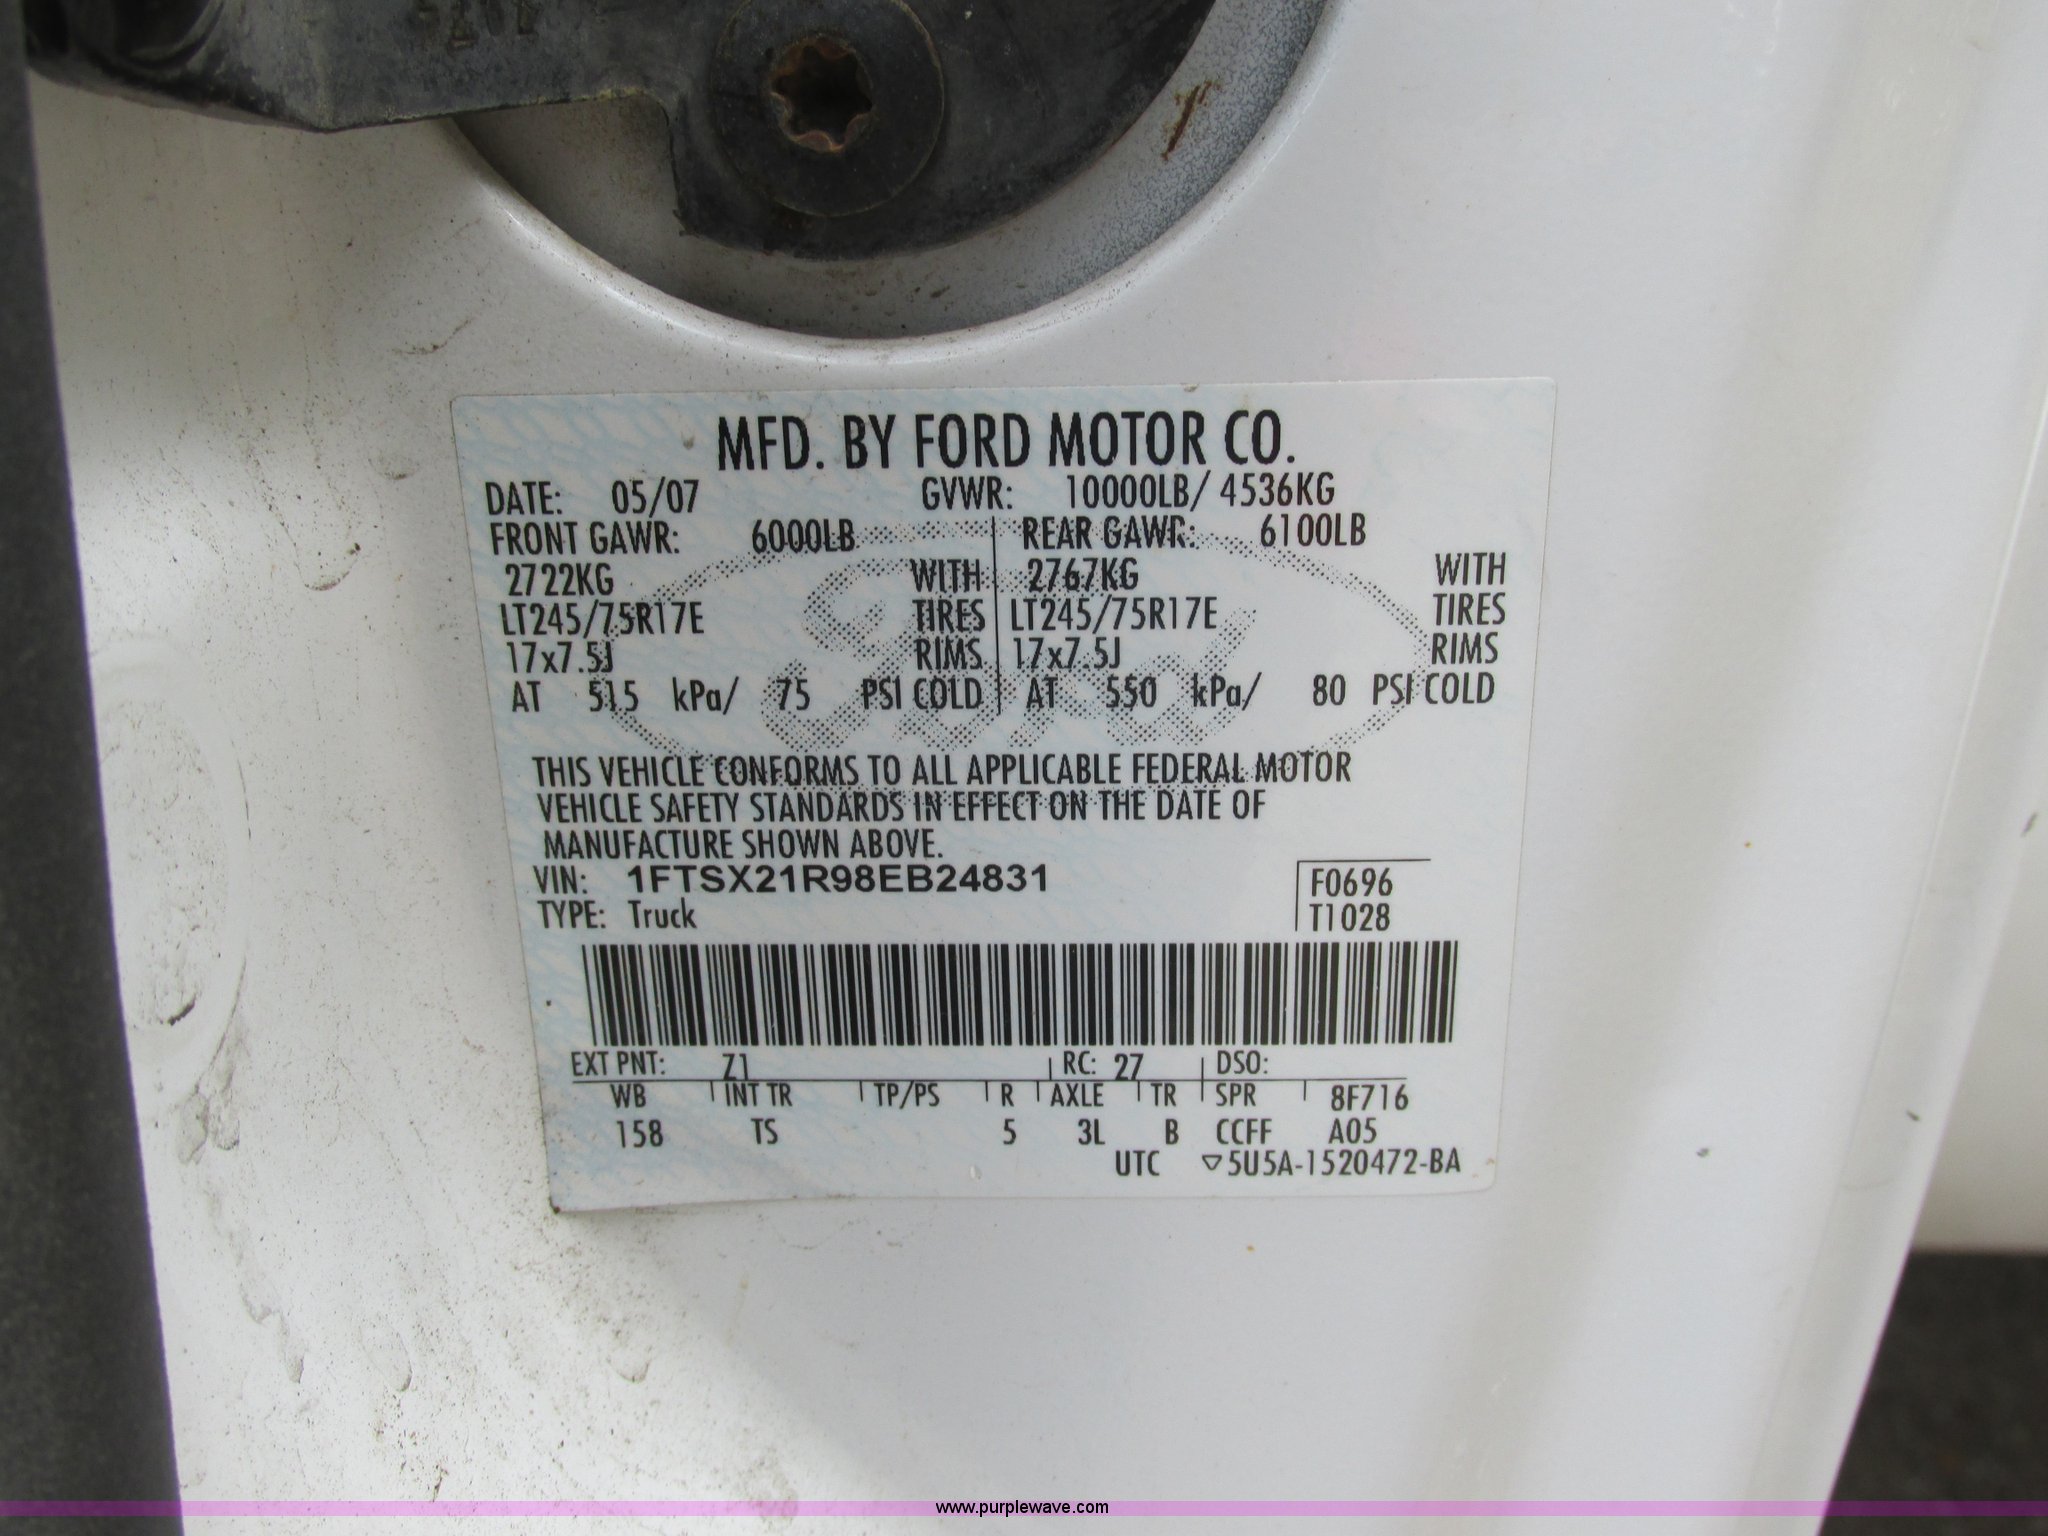 MFD. BY FORD MOTOR CO.
DATE: 05/07 GVWR: 10000LB/ 4536KG
FRONT GAWR: 6000LB REAR GAWR: 6100LB
2722KG WITH 2767KG WITH
LT245/75R17E TIRES LT245/75R17E TIRES
17x7.5J RIMS 17x7.5J RIMS
AT 515 kPa/ 75 PSI COLD AT 550 kPa/ 80 PSI COLD
Ford
THIS VEHICLE CONFORMS TO ALL APPLICABLE FEDERAL MOTOR
VEHICLE SAFETY STANDARDS IN EFFECT ON THE DATE OF
MANUFACTURE SHOWN ABOVE.
VIN: 1FTSX21R98EB24831 F0696
TYPE: Truck T1028
EXT PNT: Z1 RC: 27 DSO:
WB INT TR TP/PS R AXLE TR SPR 8F716
158 TS 5 3L B CCFF A05
UTC ▽5U5A-1520472-BA
www.purplewave.com